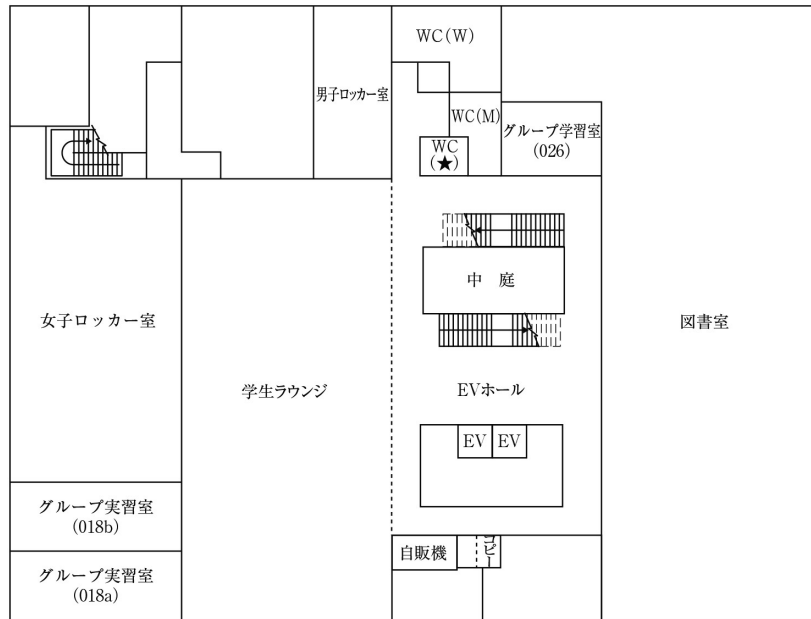 WC(W)
男子ロッカー室
WC(M)
グループ学習室
(026)
WC
(★)
中 庭
女子ロッカー室
図書室
学生ラウンジ
EVホール
EV
EV
グループ実習室
(018b)
自販機
コピー
グループ実習室
(018a)